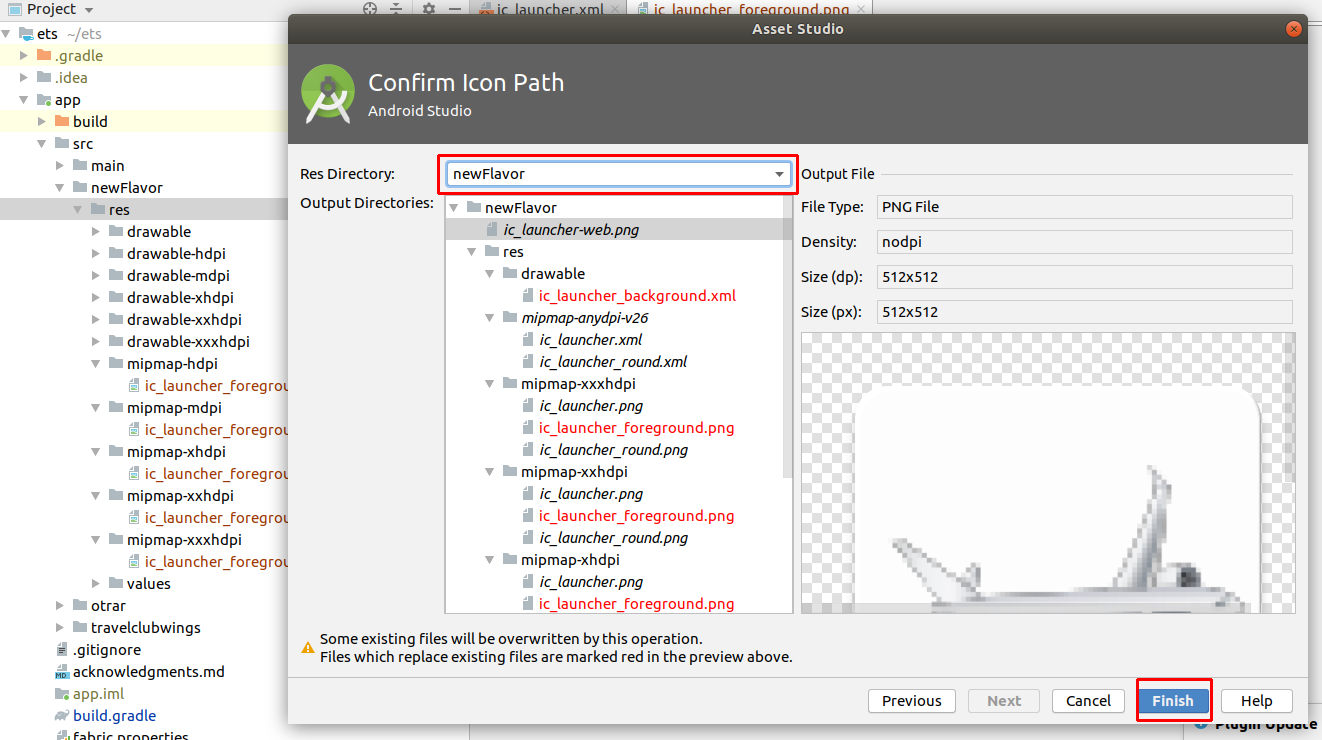 Project
ic_launcher.xml
ic_launcher_foreground.png
ets ~/ets
.gradle
.idea
app
build
src
main
newFlavor
res
drawable
drawable-hdpi
drawable-mdpi
drawable-xhdpi
drawable-xxhdpi
drawable-xxxhdpi
mipmap-hdpi
ic_launcher_foregrou
mipmap-mdpi
ic_launcher_foregrou
mipmap-xhdpi
ic_launcher_foregrou
mipmap-xxhdpi
ic_launcher_foregrou
mipmap-xxxhdpi
ic_launcher_foregrou
values
otrar
travelclubwings
.gitignore
acknowledgments.md
app.iml
build.gradle
fabric.properties
Asset Studio
Confirm Icon Path
Android Studio
Res Directory: newFlavor
Output Directories:
newFlavor
ic_launcher-web.png
res
drawable
ic_launcher_background.xml
mipmap-anydpi-v26
ic_launcher.xml
ic_launcher_round.xml
mipmap-xxxhdpi
ic_launcher.png
ic_launcher_foreground.png
ic_launcher_round.png
mipmap-xxhdpi
ic_launcher.png
ic_launcher_foreground.png
ic_launcher_round.png
mipmap-xhdpi
ic_launcher.png
ic_launcher_foreground.png
Output File
File Type: PNG File
Density: nodpi
Size (dp): 512x512
Size (px): 512x512
Some existing files will be overwritten by this operation.
Files which replace existing files are marked red in the preview above.
Previous
Next
Cancel
Finish
Help
Plugin Update